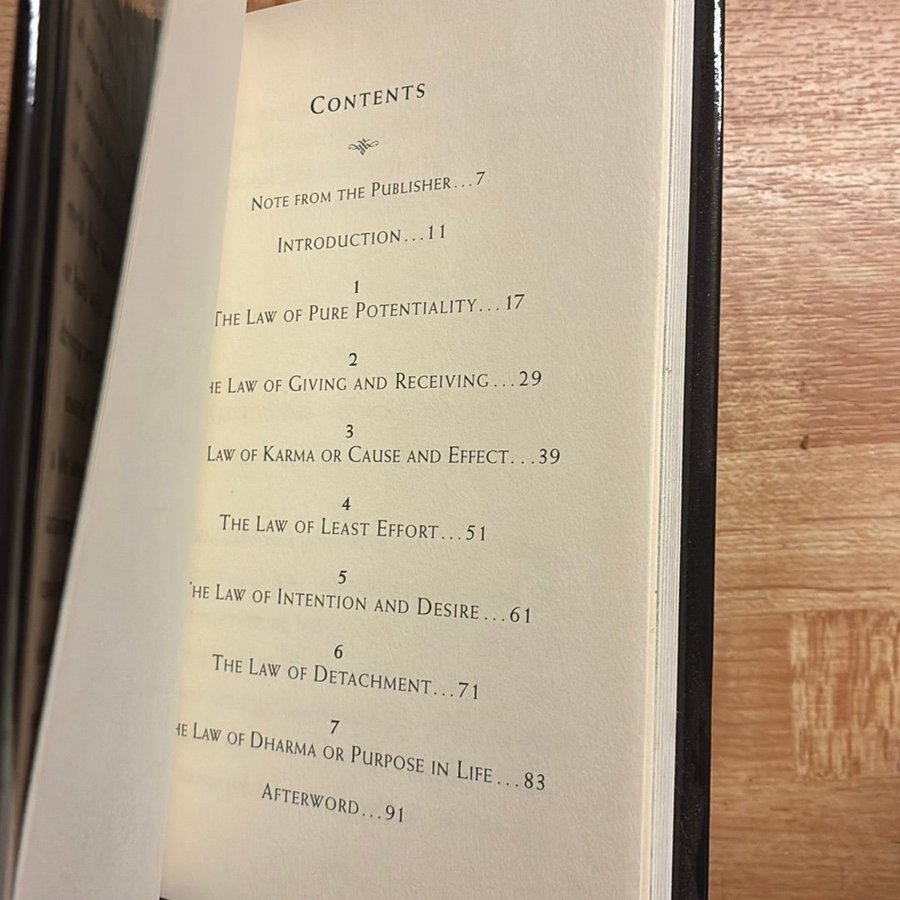 CONTENTS
NOTE FROM THE PUBLISHER...7
INTRODUCTION...11
1
THE LAW OF PURE POTENTIALITY...17
2
HE LAW OF GIVING AND RECEIVING...29
3
LAW OF KARMA OR CAUSE AND EFFECT...39
4
THE LAW OF LEAST EFFORT...51
5
HE LAW OF INTENTION AND DESIRE...61
6
THE LAW OF DETACHMENT...71
7
HE LAW OF DHARMA OR PURPOSE IN LIFE...83
AFTERWORD...91